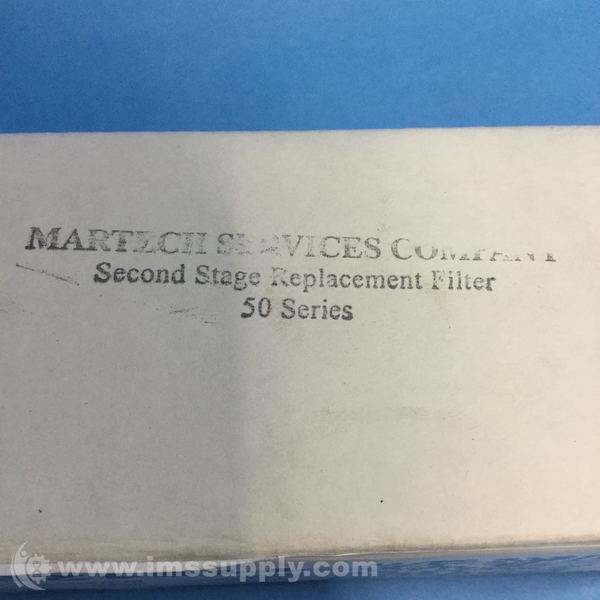 MARTECH SERVICES COMPANY
Second Stage Replacement Filter
50 Series
www.imssupply.com